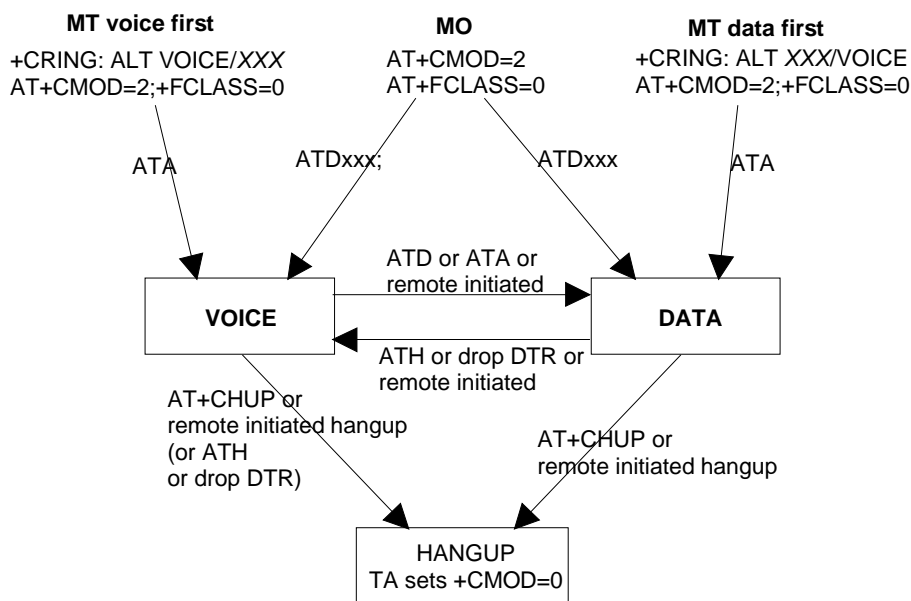 MT voice first
+CRING: ALT VOICE/XXX
AT+CMOD=2;+FCLASS=0
MO
AT+CMOD=2
AT+FCLASS=0
MT data first
+CRING: ALT XXX/VOICE
AT+CMOD=2;+FCLASS=0
ATA
ATDxxx;
ATDxxx
ATA
ATD or ATA or
remote initiated
VOICE
DATA
ATH or drop DTR or
remote initiated
AT+CHUP or
remote initiated hangup
(or ATH
or drop DTR)
AT+CHUP or
remote initiated hangup
HANGUP
TA sets +CMOD=0